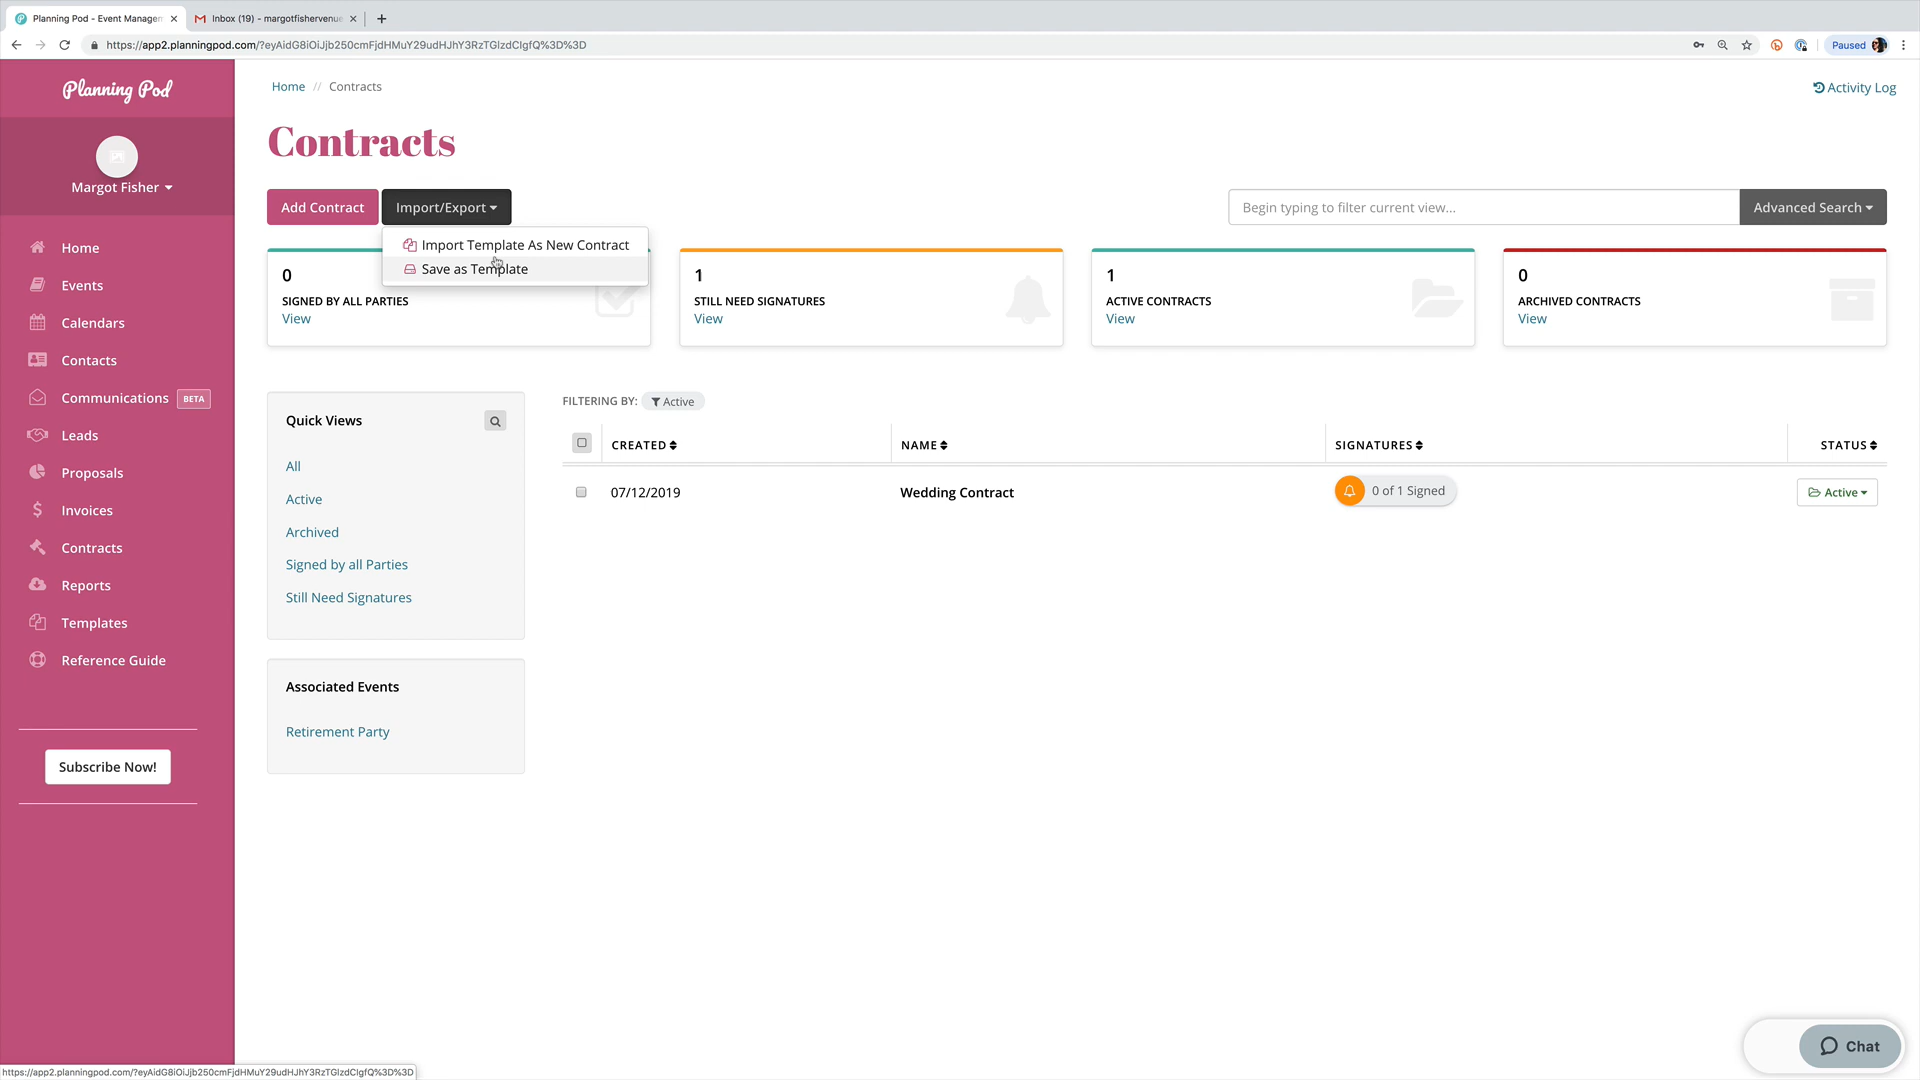 Planning Pod - Event Managem
Inbox (19) - margotfishervenue
https://app2.planningpod.com/?eyAidG8iOiJjb250cmFjdHMuY29udHJhY3RzTGlzdCIgfQ%3D%3D
Paused
Planning Pod
Margot Fisher
Home
Events
Calendars
Contacts
Communications BETA
Leads
Proposals
Invoices
Contracts
Reports
Templates
Reference Guide
Subscribe Now!
Home // Contracts
Activity Log
Contracts
Add Contract
Import/Export
Import Template As New Contract
Save as Template
Begin typing to filter current view...
Advanced Search
0
SIGNED BY ALL PARTIES
View
1
STILL NEED SIGNATURES
View
1
ACTIVE CONTRACTS
View
0
ARCHIVED CONTRACTS
View
Quick Views
All
Active
Archived
Signed by all Parties
Still Need Signatures
Associated Events
Retirement Party
FILTERING BY: Active
CREATED NAME SIGNATURES STATUS
07/12/2019 Wedding Contract 0 of 1 Signed Active
Chat
https://app2.planningpod.com/?eyAidG8iOiJjb250cmFjdHMuY29udHJhY3RzTGlzdCIgfQ%3D%3D